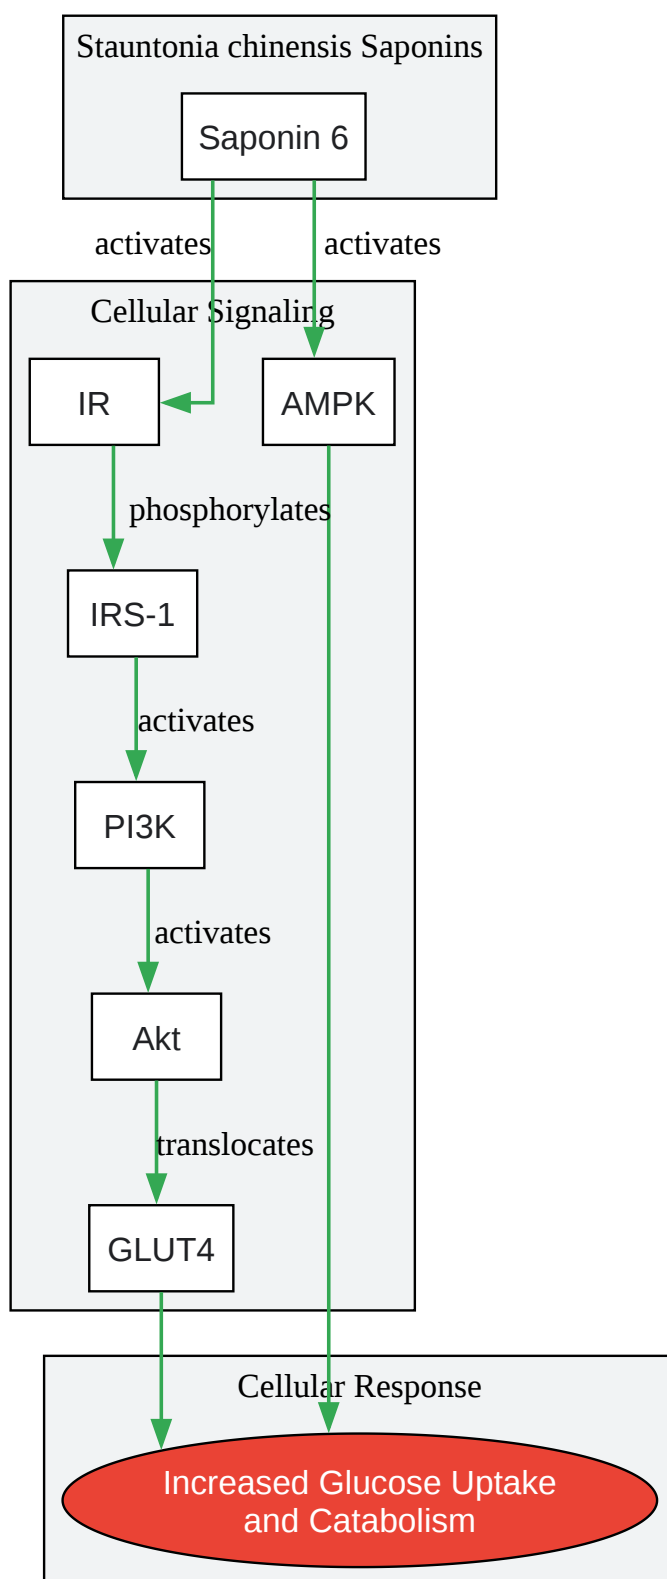 Stauntonia chinensis Saponins
Saponin 6
activates
activates
Cellular Signaling
IR
AMPK
phosphorylates
IRS-1
activates
PI3K
activates
Akt
translocates
GLUT4
Cellular Response
Increased Glucose Uptake
and Catabolism